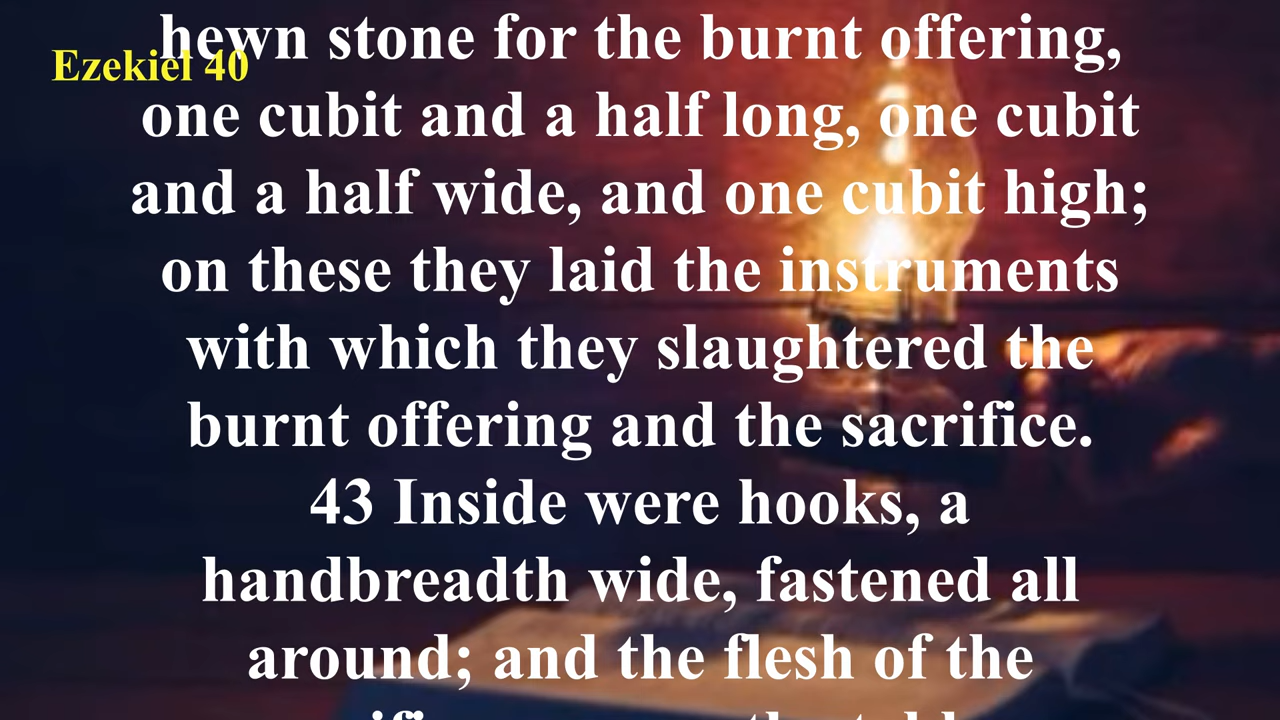 Ezekiel 40
hewn stone for the burnt offering,
one cubit and a half long, one cubit
and a half wide, and one cubit high;
on these they laid the instruments
with which they slaughtered the
burnt offering and the sacrifice.
43 Inside were hooks, a
handbreadth wide, fastened all
around; and the flesh of the